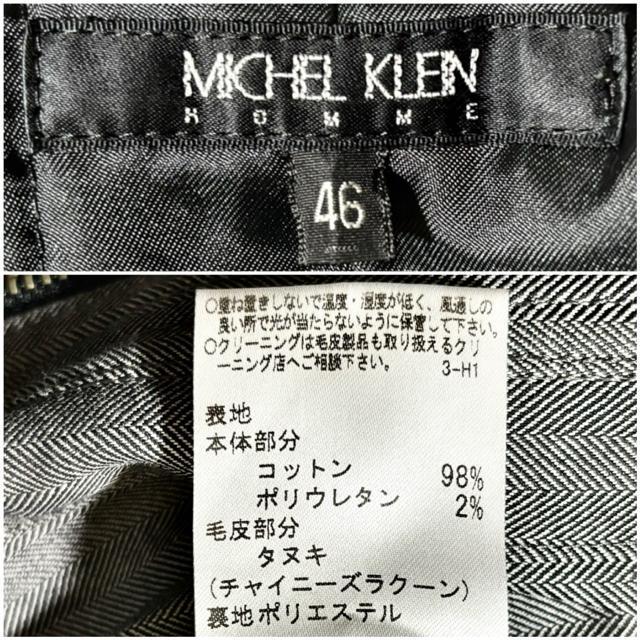 MICHEL KLEIN
HOMME
46
○重ね置きしないで温度・湿度が低く、風通しの
良い所で光が当たらないように保管して下さい。
○クリーニングは毛皮製品も取り扱えるクリ
ーニング店へご相談下さい。
3-H1
表地
本体部分
コットン 98%
ポリウレタン 2%
毛皮部分
タヌキ
(チャイニーズラクーン)
裏地ポリエステル